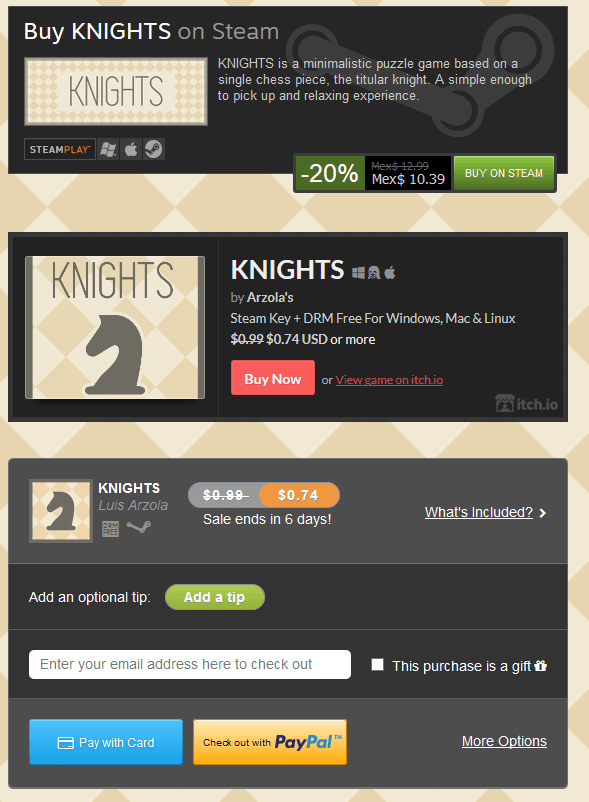 Buy KNIGHTS on Steam
KNIGHTS
KNIGHTS is a minimalistic puzzle game based on a
single chess piece, the titular knight. A simple enough
to pick up and relaxing experience.
STEAMPLAY™
-20%
Mex$ 12.99
Mex$ 10.39
BUY ON STEAM
KNIGHTS
KNIGHTS
by Arzola's
Steam Key + DRM Free For Windows, Mac & Linux
$0.99 $0.74 USD or more
Buy Now or View game on itch.io
itch.io
KNIGHTS
Luis Arzola
DRM
FREE
$0.99 $0.74
Sale ends in 6 days!
What's Included?
Add an optional tip: Add a tip
Enter your email address here to check out
This purchase is a gift
Pay with Card
Check out with PayPal™
More Options